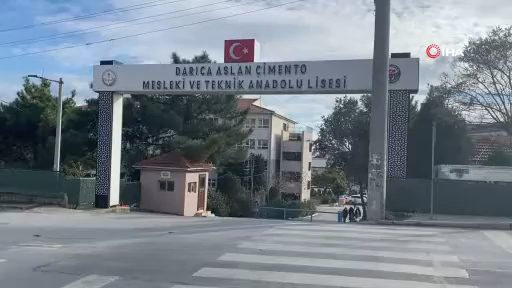 DARICA ASLAN ÇİMENTO
MESLEKİ VE TEKNİK ANADOLU LİSESİ
İHA